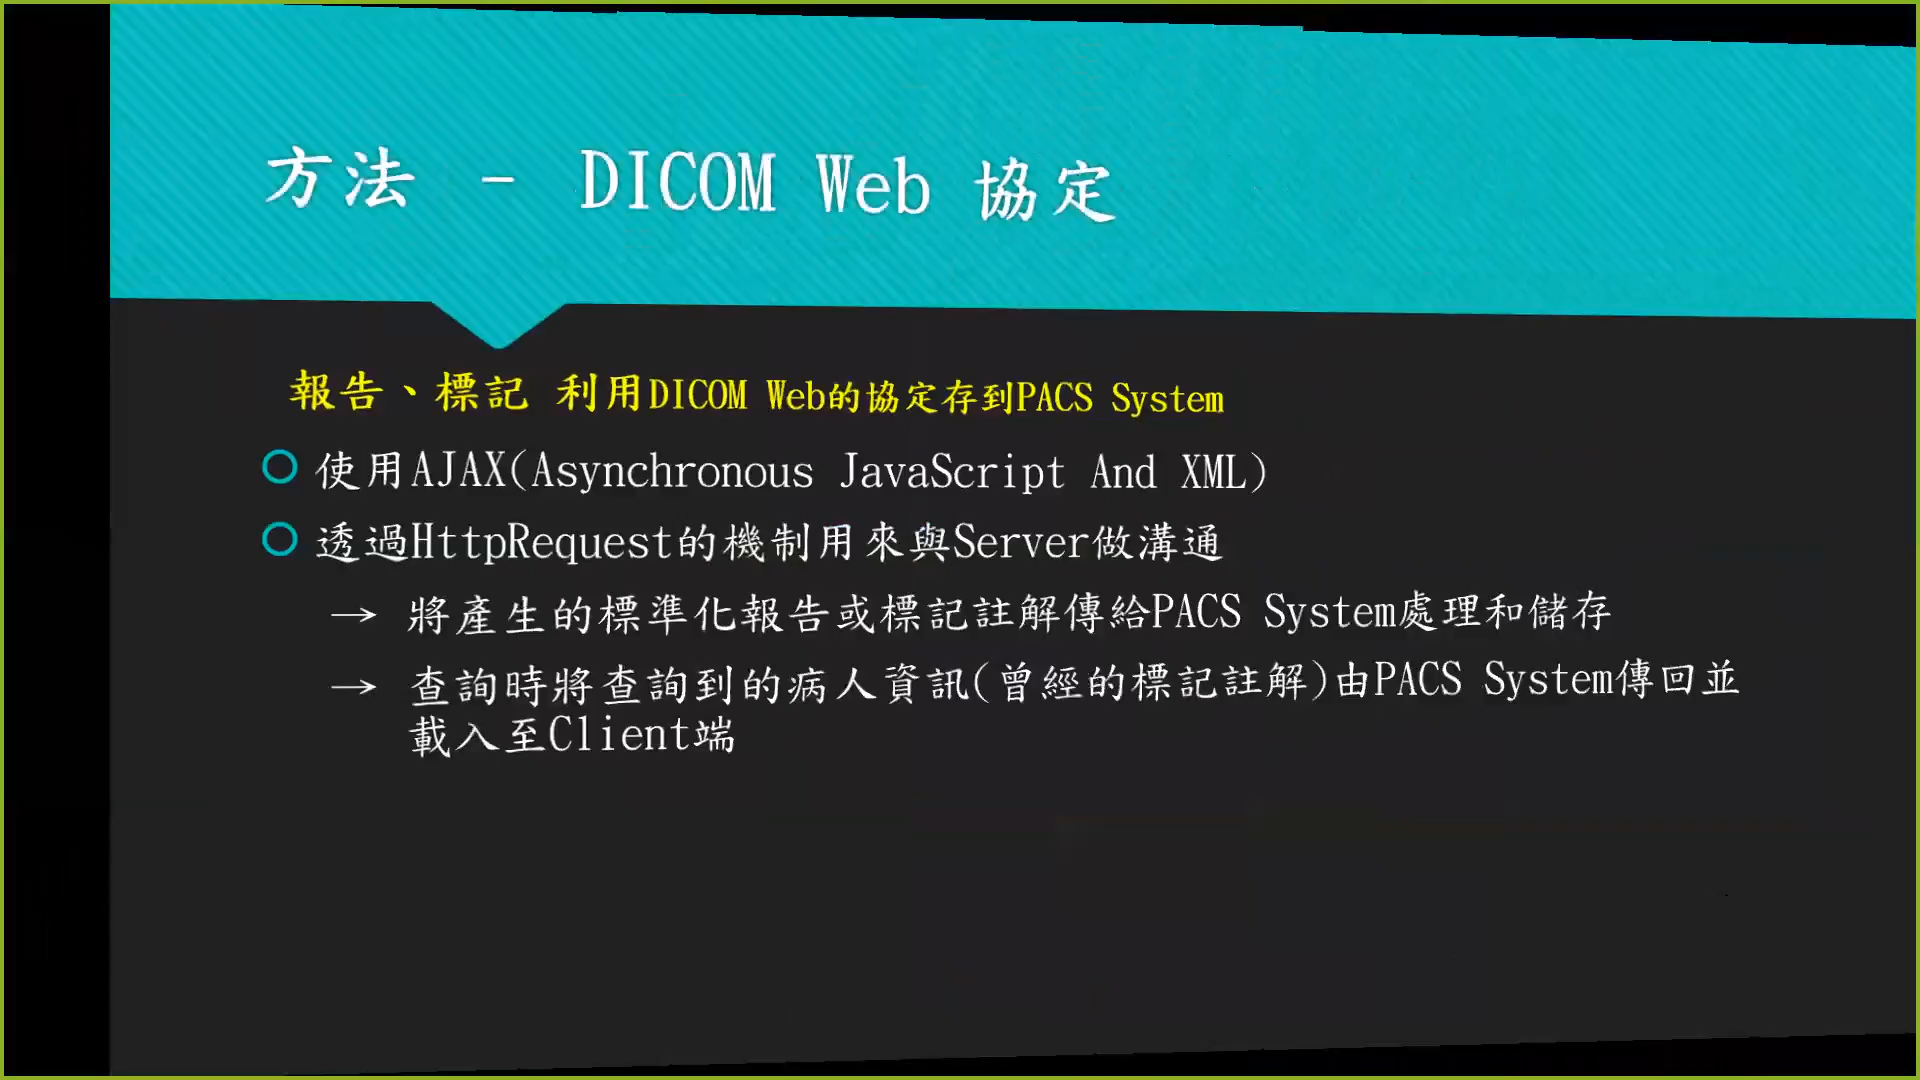 方法 - DICOM Web 協定
報告、標記 利用DICOM Web的協定存到PACS System
使用AJAX(Asynchronous JavaScript And XML)
透過HttpRequest的機制用來與Server做溝通
→ 將產生的標準化報告或標記註解傳給PACS System處理和儲存
→ 查詢時將查詢到的病人資訊(曾經的標記註解)由PACS System傳回並
載入至Client端